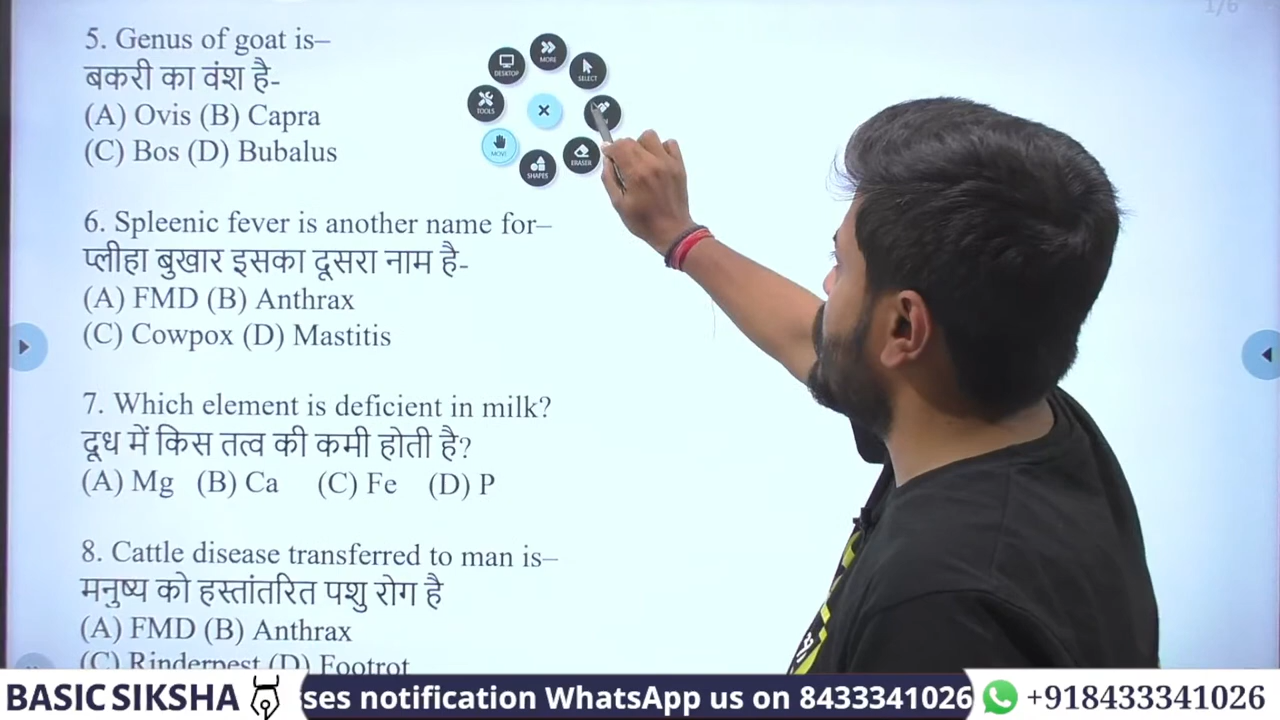 1/6
5. Genus of goat is–
बकरी का वंश है-
(A) Ovis (B) Capra
(C) Bos (D) Bubalus
MORE
DESKTOP
SELECT
TOOLS
MOVE
ERASER
SHAPES
6. Spleenic fever is another name for–
प्लीहा बुखार इसका दूसरा नाम है-
(A) FMD (B) Anthrax
(C) Cowpox (D) Mastitis
7. Which element is deficient in milk?
दूध में किस तत्व की कमी होती है?
(A) Mg (B) Ca (C) Fe (D) P
8. Cattle disease transferred to man is–
मनुष्य को हस्तांतरित पशु रोग है
(A) FMD (B) Anthrax
(C) Rinderpest (D) Footrot
BASIC SIKSHA
ses notification WhatsApp us on 8433341026
+918433341026